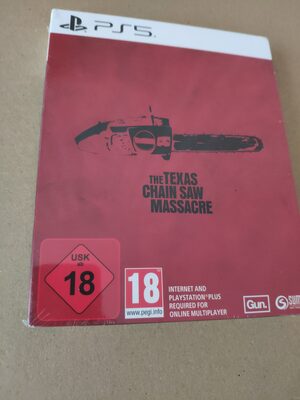 PS5
THE TEXAS
CHAIN SAW
MASSACRE
USK
ab
18
18
www.pegi.info
INTERNET AND
PLAYSTATION®PLUS
REQUIRED FOR
ONLINE MULTIPLAYER
Gun.